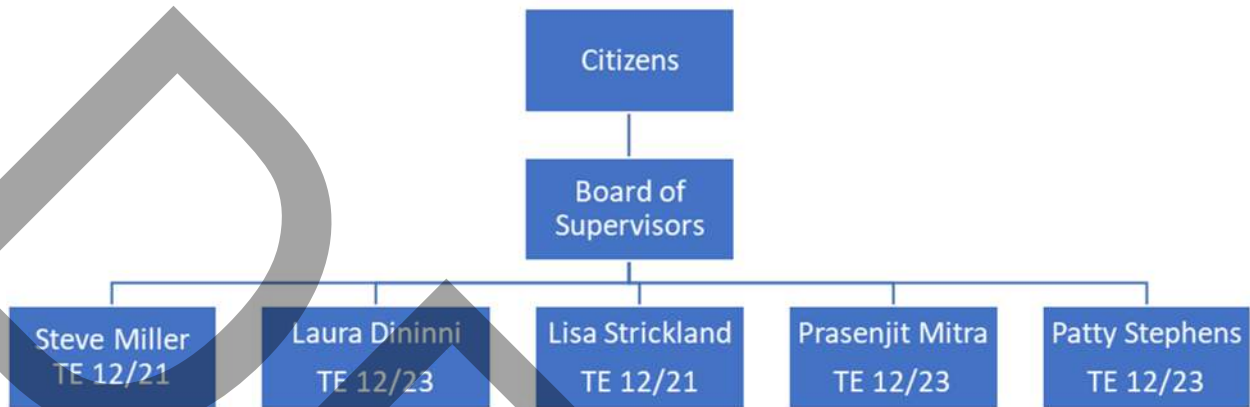 Citizens
Board of
Supervisors
Steve Miller
TE 12/21
Laura Dininni
TE 12/23
Lisa Strickland
TE 12/21
Prasenjit Mitra
TE 12/23
Patty Stephens
TE 12/23